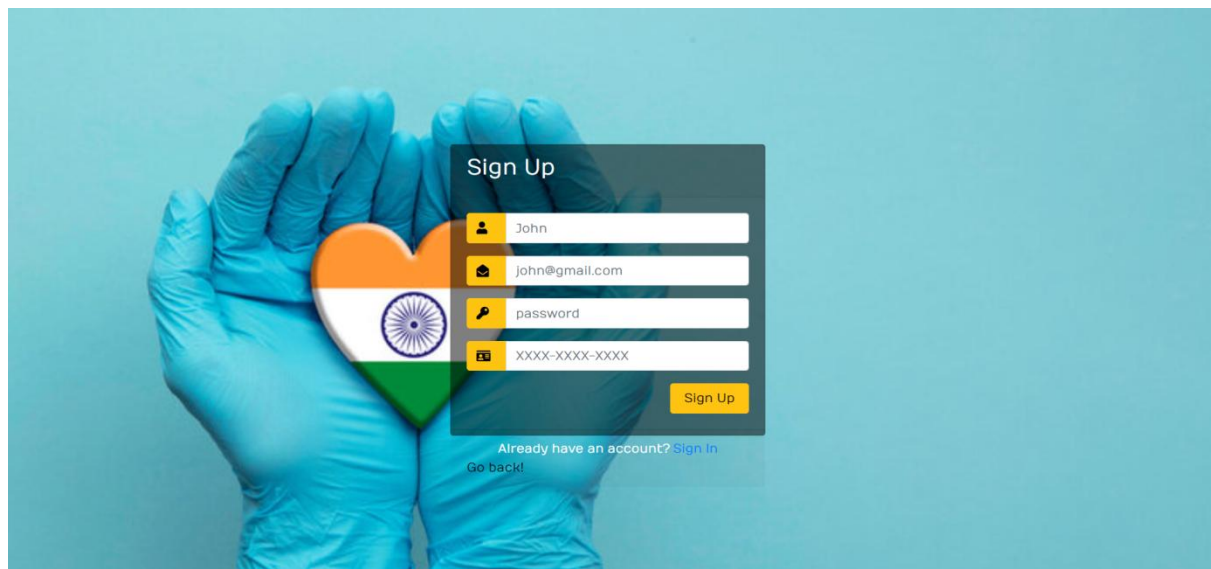 Sign Up
John
john@gmail.com
password
XXXX-XXXX-XXXX
Sign Up
Already have an account? Sign In
Go back!